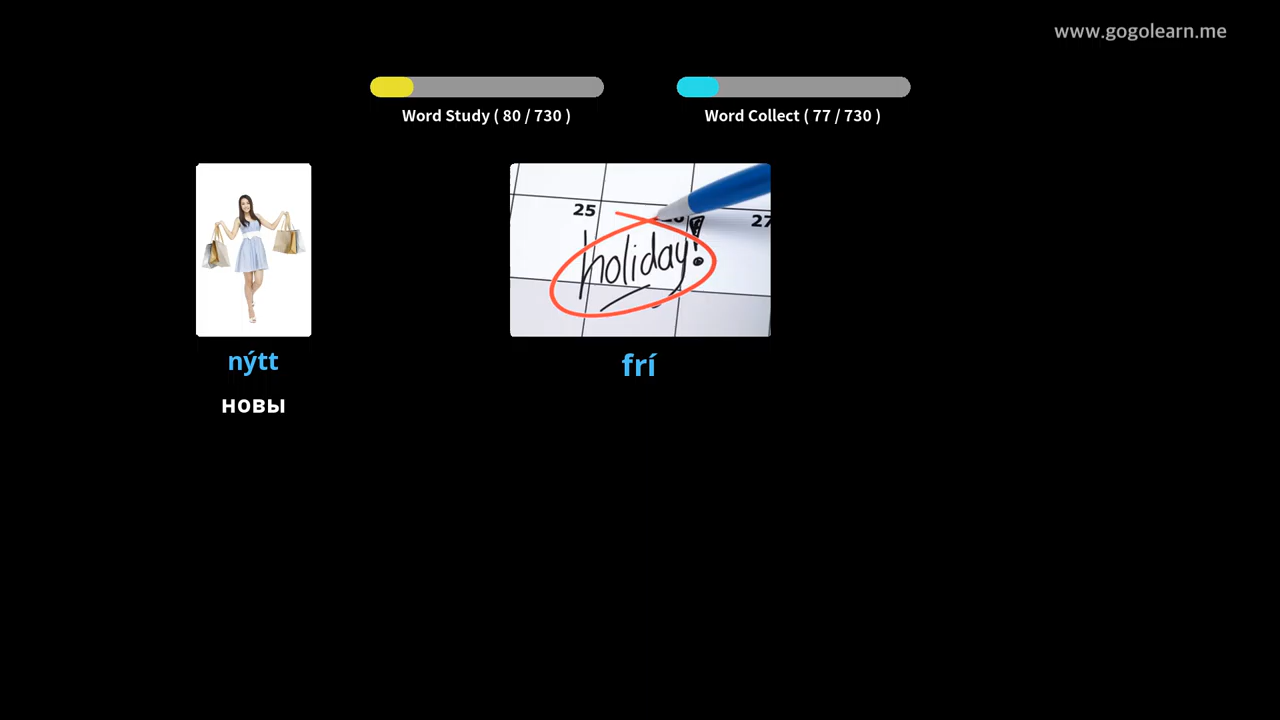 www.gogolearn.me
Word Study ( 80 / 730 )
Word Collect ( 77 / 730 )
25
27
holiday!
nýtt
frí
новы